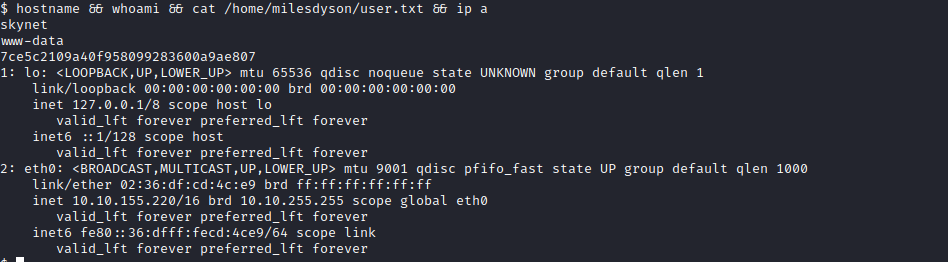 $ hostname && whoami && cat /home/milesdyson/user.txt && ip a
skynet
www-data
7ce5c2109a40f958099283600a9ae807
1: lo: <LOOPBACK,UP,LOWER_UP> mtu 65536 qdisc noqueue state UNKNOWN group default qlen 1
    link/loopback 00:00:00:00:00:00 brd 00:00:00:00:00:00
    inet 127.0.0.1/8 scope host lo
       valid_lft forever preferred_lft forever
    inet6 ::1/128 scope host
       valid_lft forever preferred_lft forever
2: eth0: <BROADCAST,MULTICAST,UP,LOWER_UP> mtu 9001 qdisc pfifo_fast state UP group default qlen 1000
    link/ether 02:36:df:cd:4c:e9 brd ff:ff:ff:ff:ff:ff
    inet 10.10.155.220/16 brd 10.10.255.255 scope global eth0
       valid_lft forever preferred_lft forever
    inet6 fe80::36:dfff:fecd:4ce9/64 scope link
       valid_lft forever preferred_lft forever
$